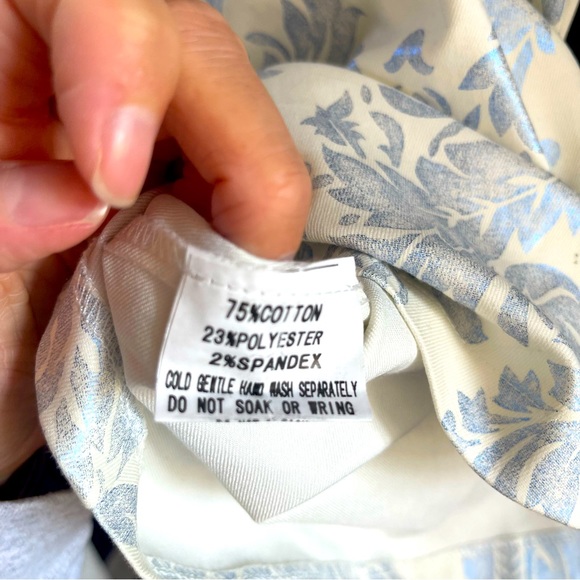 75%COTTON
23%POLYESTER
2%SPANDEX
COLD GENTLE HAND WASH SEPARATELY
DO NOT SOAK OR WRING